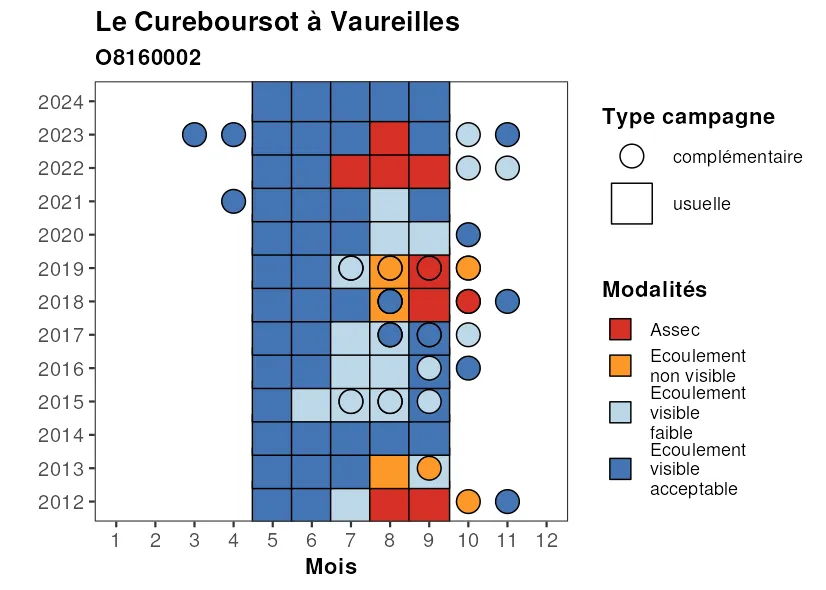 Le Cureboursot à Vaureilles
O8160002
2024
2023
2022
2021
2020
2019
2018
2017
2016
2015
2014
2013
2012
1 2 3 4 5 6 7 8 9 10 11 12
Mois
Type campagne
complémentaire
usuelle
Modalités
Assec
Ecoulement
non visible
Ecoulement
visible
faible
Ecoulement
visible
acceptable